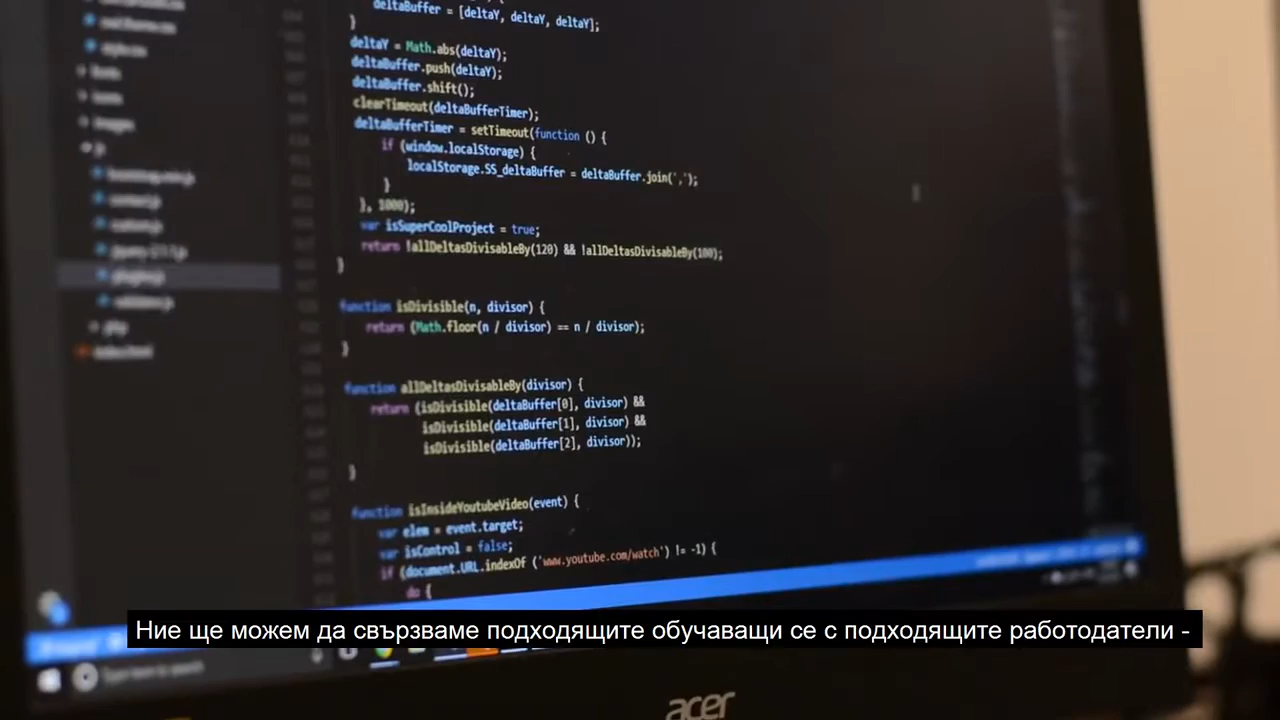 deltaBuffer = [deltaY, deltaY, deltaY];
}
deltaY = Math.abs(deltaY);
deltaBuffer.push(deltaY);
deltaBuffer.shift();
clearTimeout(deltaBufferTimer);
deltaBufferTimer = setTimeout(function () {
if (window.localStorage) {
localStorage.SS_deltaBuffer = deltaBuffer.join(',');
}
}, 1000);
var isSuperCoolProject = true;
return !allDeltasDivisableBy(120) && !allDeltasDivisableBy(100);
}
function isDivisible(n, divisor) {
return (Math.floor(n / divisor) == n / divisor);
}
function allDeltasDivisableBy(divisor) {
return (isDivisible(deltaBuffer[0], divisor) &&
isDivisible(deltaBuffer[1], divisor) &&
isDivisible(deltaBuffer[2], divisor));
}
function isInsideYoutubeVideo(event) {
var elem = event.target;
var isControl = false;
if (document.URL.indexOf ('www.youtube.com/watch') != -1) {
do {
Ние ще можем да свързваме подходящите обучаващи се с подходящите работодатели -
acer